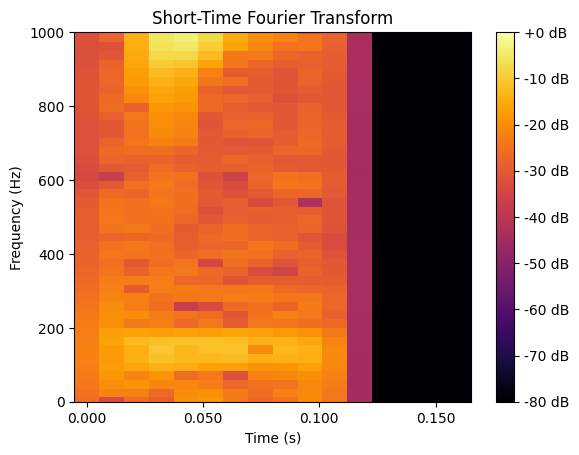 Short-Time Fourier Transform
1000
800
600
400
200
0
Frequency (Hz)
0.000
0.050
0.100
0.150
Time (s)
+0 dB
-10 dB
-20 dB
-30 dB
-40 dB
-50 dB
-60 dB
-70 dB
-80 dB